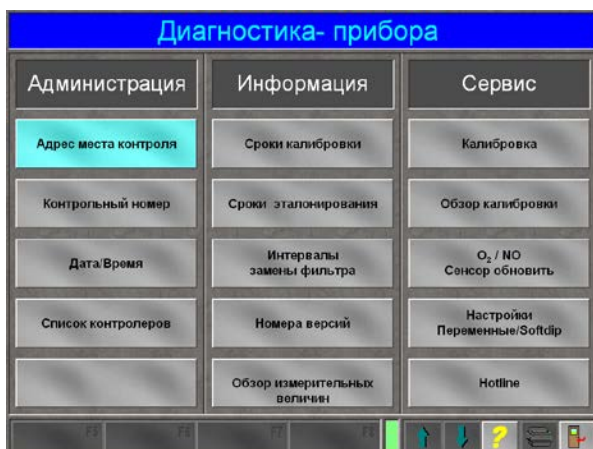 Диагностика- прибора
Администрация
Информация
Сервис
Адрес места контроля
Сроки калибровки
Калибровка
Контрольный номер
Сроки эталонирования
Обзор калибровки
Дата/Время
Интервалы
замены фильтра
O₂ / NO
Сенсор обновить
Список контролеров
Номера версий
Настройки
Переменные/Softdip
Обзор измерительных
величин
Hotline
F5
F6
F7
F8
?